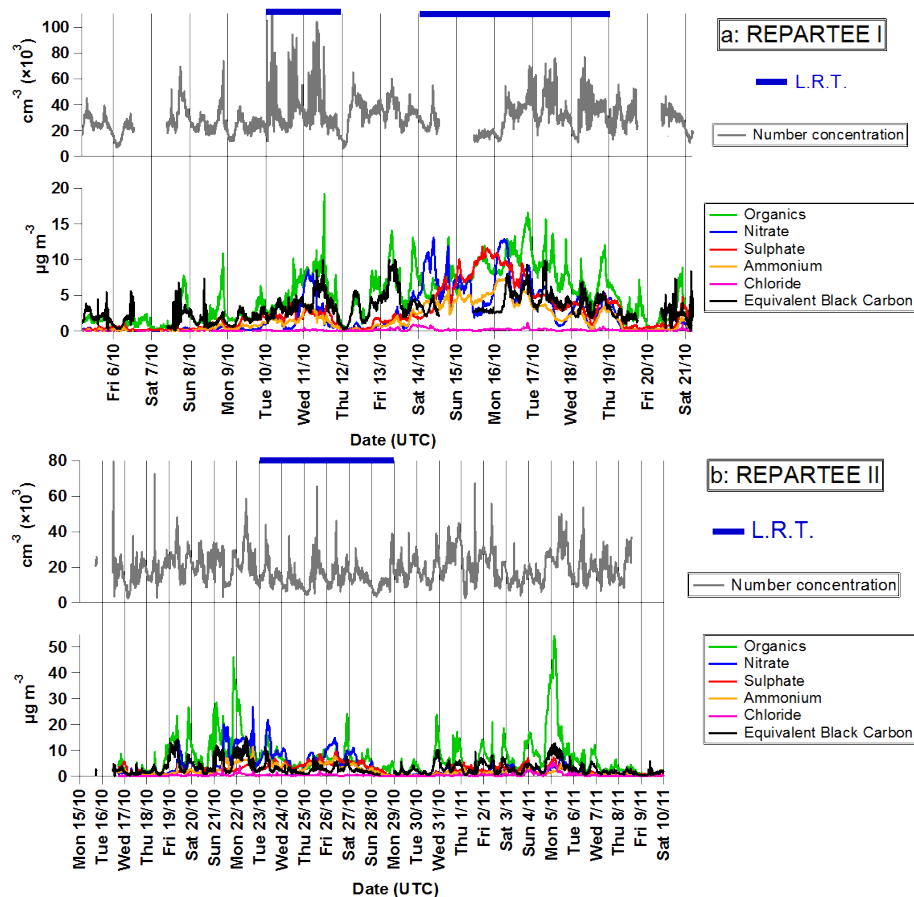 a: REPARTEE I
L.R.T.
Number concentration
cm⁻³ (×10³)
100
80
60
40
20
0
µg m⁻³
20
15
10
5
0
Organics
Nitrate
Sulphate
Ammonium
Chloride
Equivalent Black Carbon
Fri 6/10
Sat 7/10
Sun 8/10
Mon 9/10
Tue 10/10
Wed 11/10
Thu 12/10
Fri 13/10
Sat 14/10
Sun 15/10
Mon 16/10
Tue 17/10
Wed 18/10
Thu 19/10
Fri 20/10
Sat 21/10
Date (UTC)
b: REPARTEE II
L.R.T.
Number concentration
cm⁻³ (×10³)
80
60
40
20
0
µg m⁻³
50
40
30
20
10
0
Organics
Nitrate
Sulphate
Ammonium
Chloride
Equivalent Black Carbon
Mon 15/10
Tue 16/10
Wed 17/10
Thu 18/10
Fri 19/10
Sat 20/10
Sun 21/10
Mon 22/10
Tue 23/10
Wed 24/10
Thu 25/10
Fri 26/10
Sat 27/10
Sun 28/10
Mon 29/10
Tue 30/10
Wed 31/10
Thu 1/11
Fri 2/11
Sat 3/11
Sun 4/11
Mon 5/11
Tue 6/11
Wed 7/11
Thu 8/11
Fri 9/11
Sat 10/11
Date (UTC)